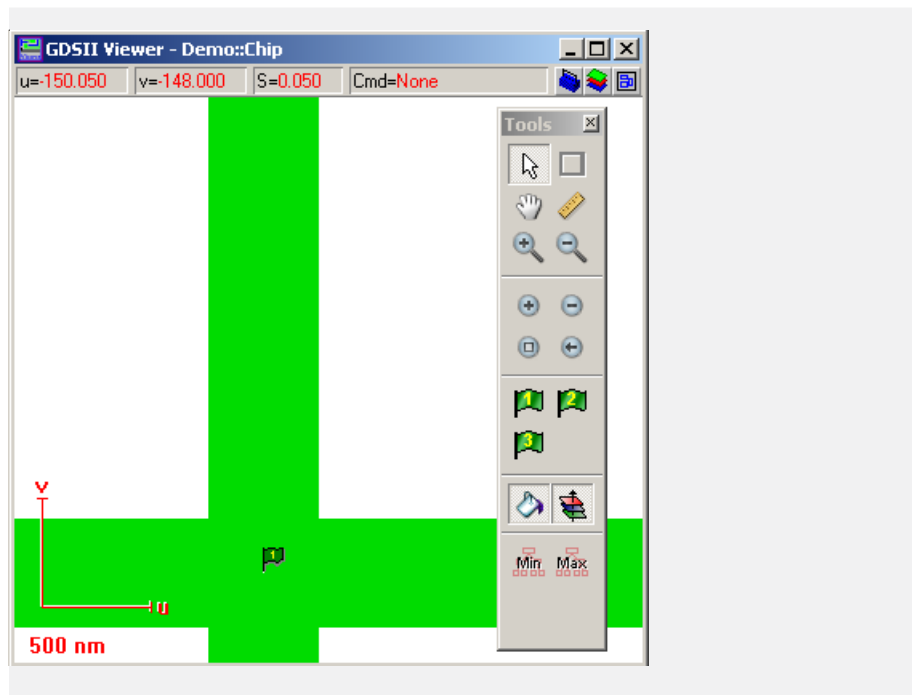 GDSII Viewer - Demo::Chip
u=-150.050 v=-148.000 S=0.050 Cmd=None
Tools
1 2
3
V
1
Min Max
U
500 nm